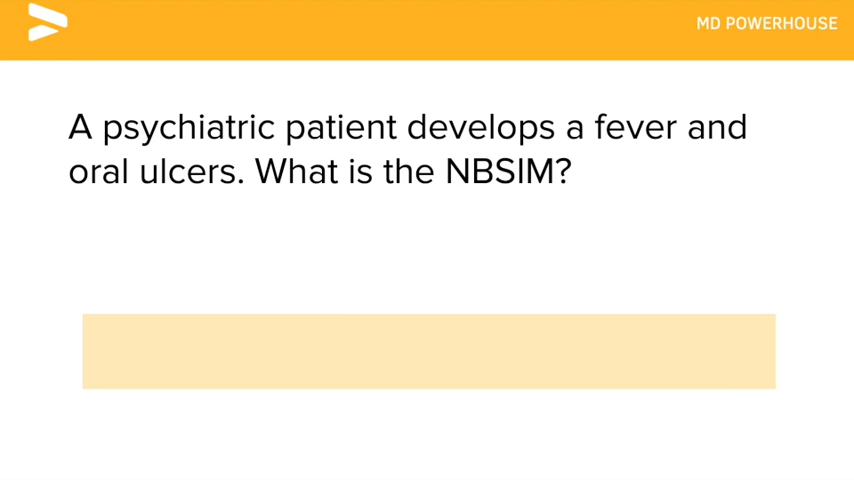 MD POWERHOUSE
A psychiatric patient develops a fever and
oral ulcers. What is the NBSIM?